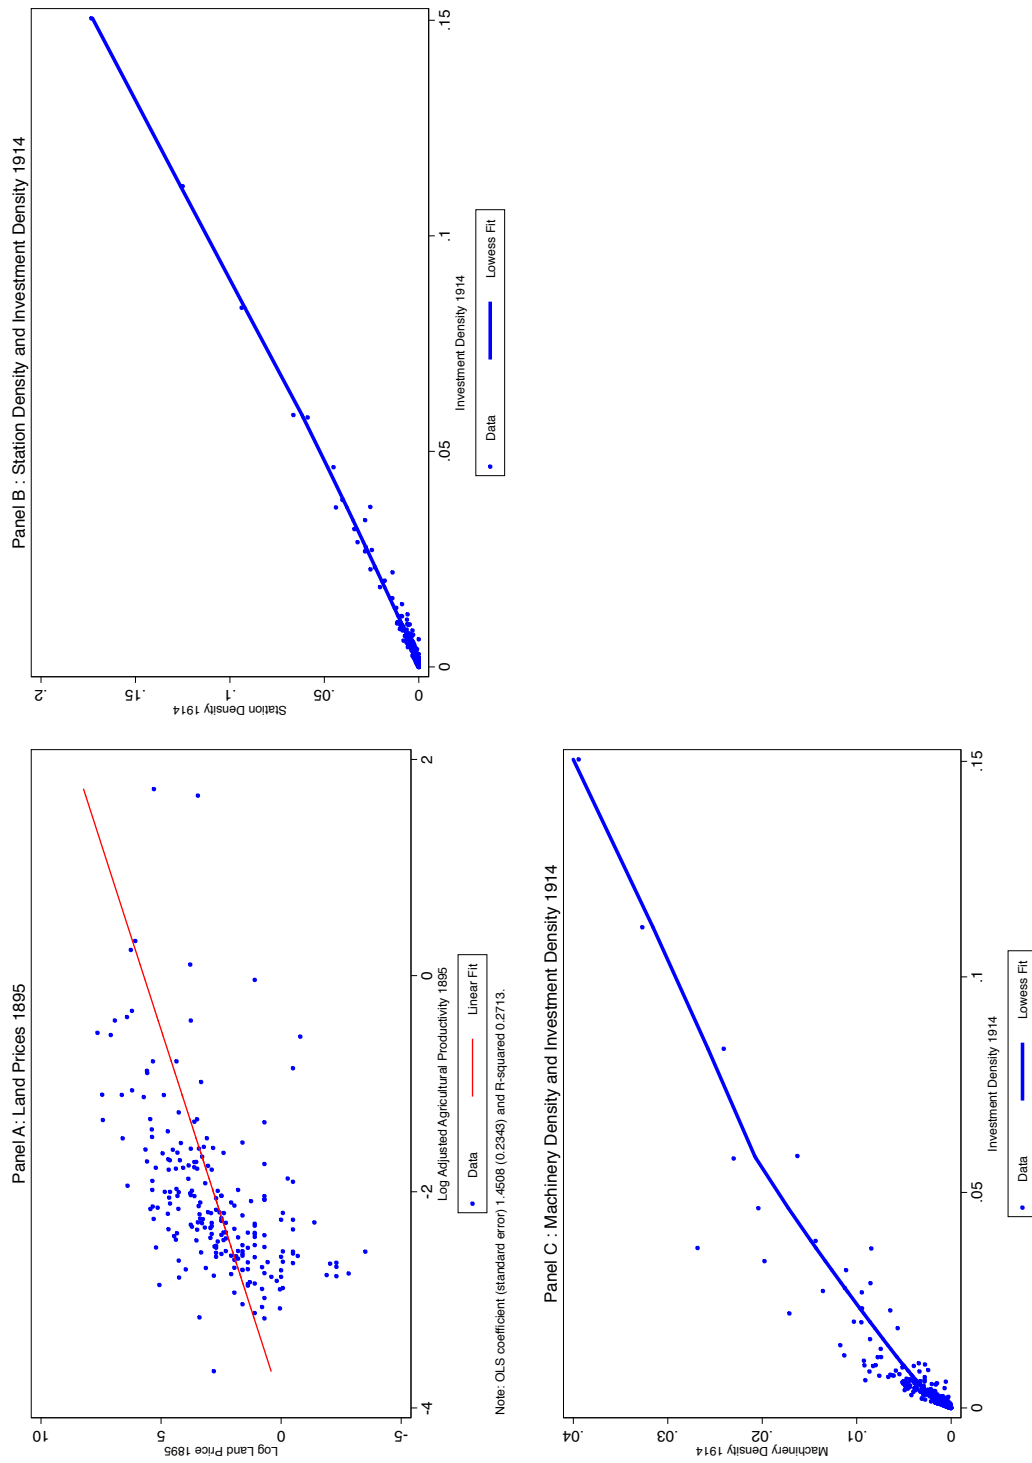 Panel A: Land Prices 1895
Log Land Price 1895
10
5
0
-5
-4
-2
0
2
Log Adjusted Agricultural Productivity 1895
Data
Linear Fit
Note: OLS coefficient (standard error) 1.4508 (0.2343) and R-squared 0.2713.
Panel B : Station Density and Investment Density 1914
Station Density 1914
.2
.15
.1
.05
0
0
.05
.1
.15
Investment Density 1914
Data
Lowess Fit
Panel C : Machinery Density and Investment Density 1914
Machinery Density 1914
.04
.03
.02
.01
0
0
.05
.1
.15
Investment Density 1914
Data
Lowess Fit